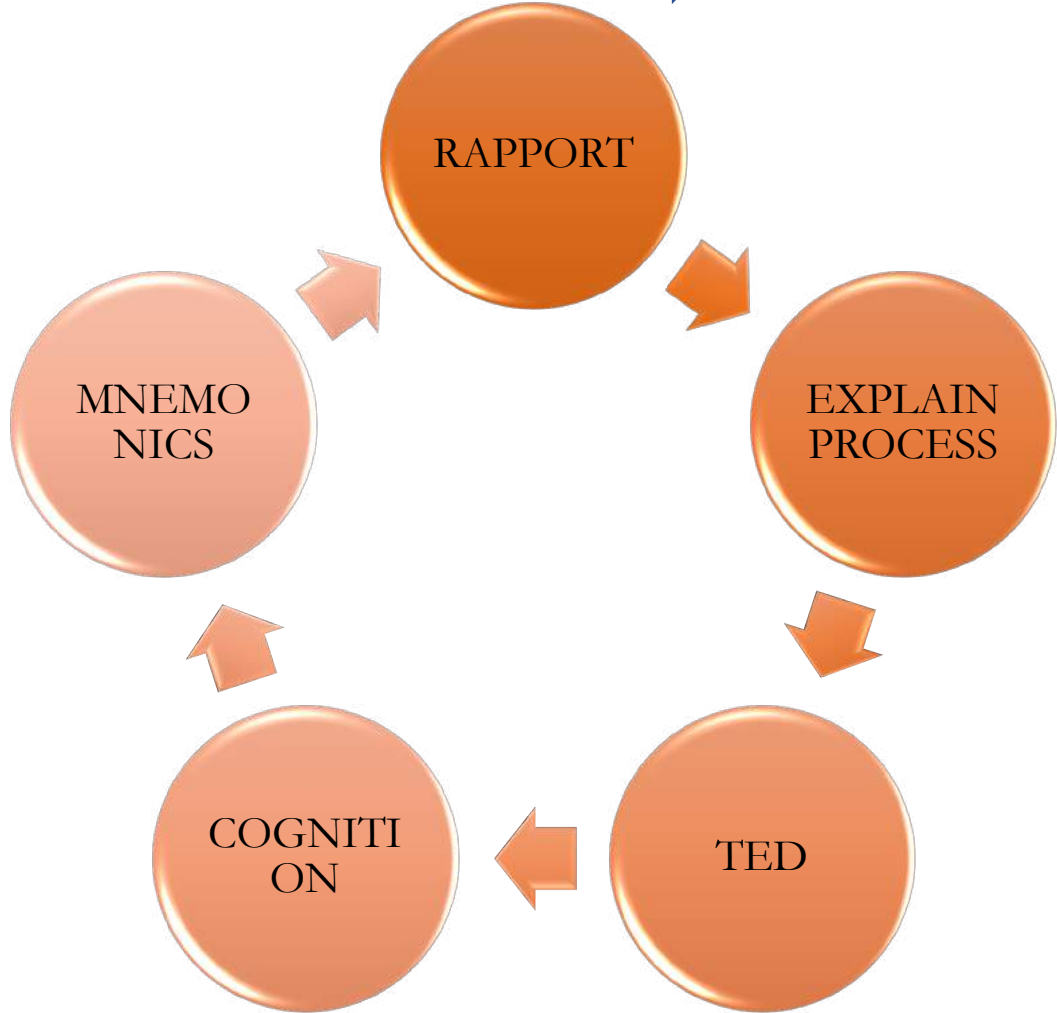 RAPPORT
EXPLAIN
PROCESS
TED
COGNITI
ON
MNEMO
NICS